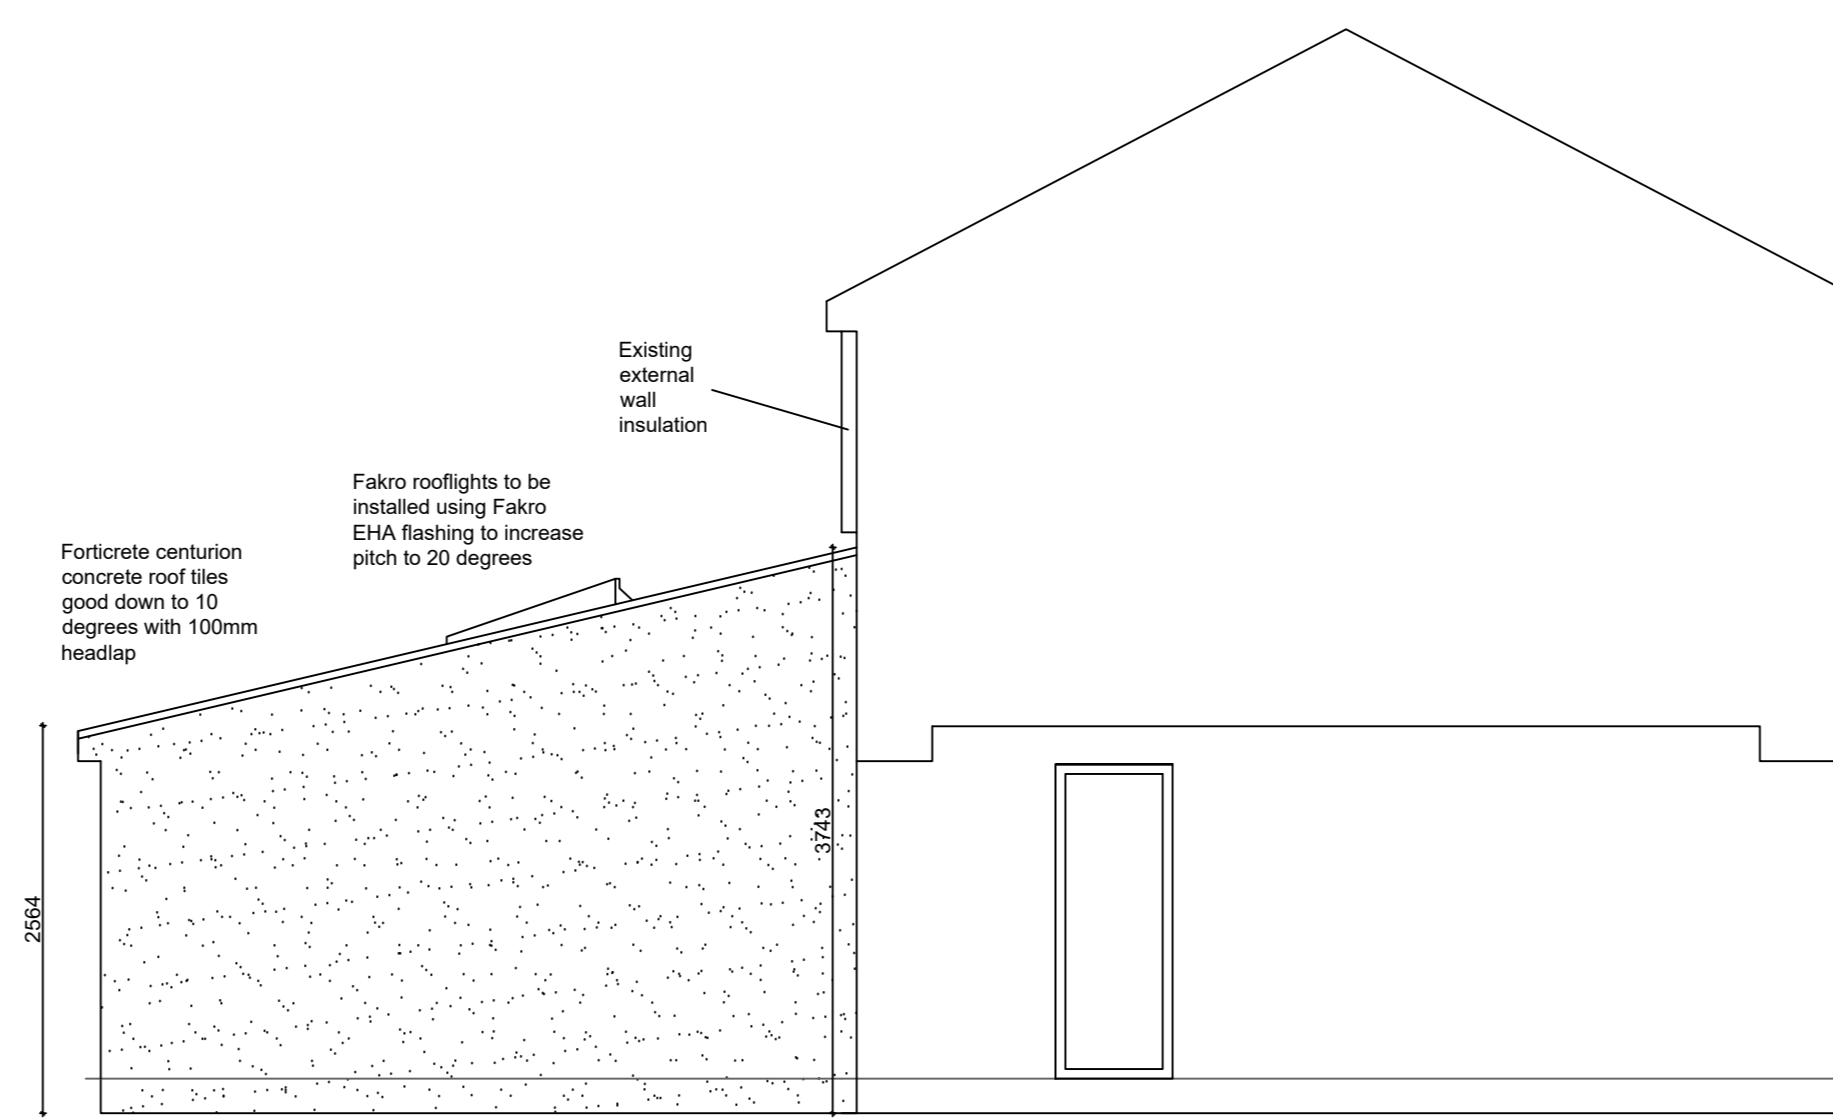 Existing
external
wall
insulation
Fakro rooflights to be
installed using Fakro
EHA flashing to increase
pitch to 20 degrees
Forticrete centurion
concrete roof tiles
good down to 10
degrees with 100mm
headlap
2564
3743